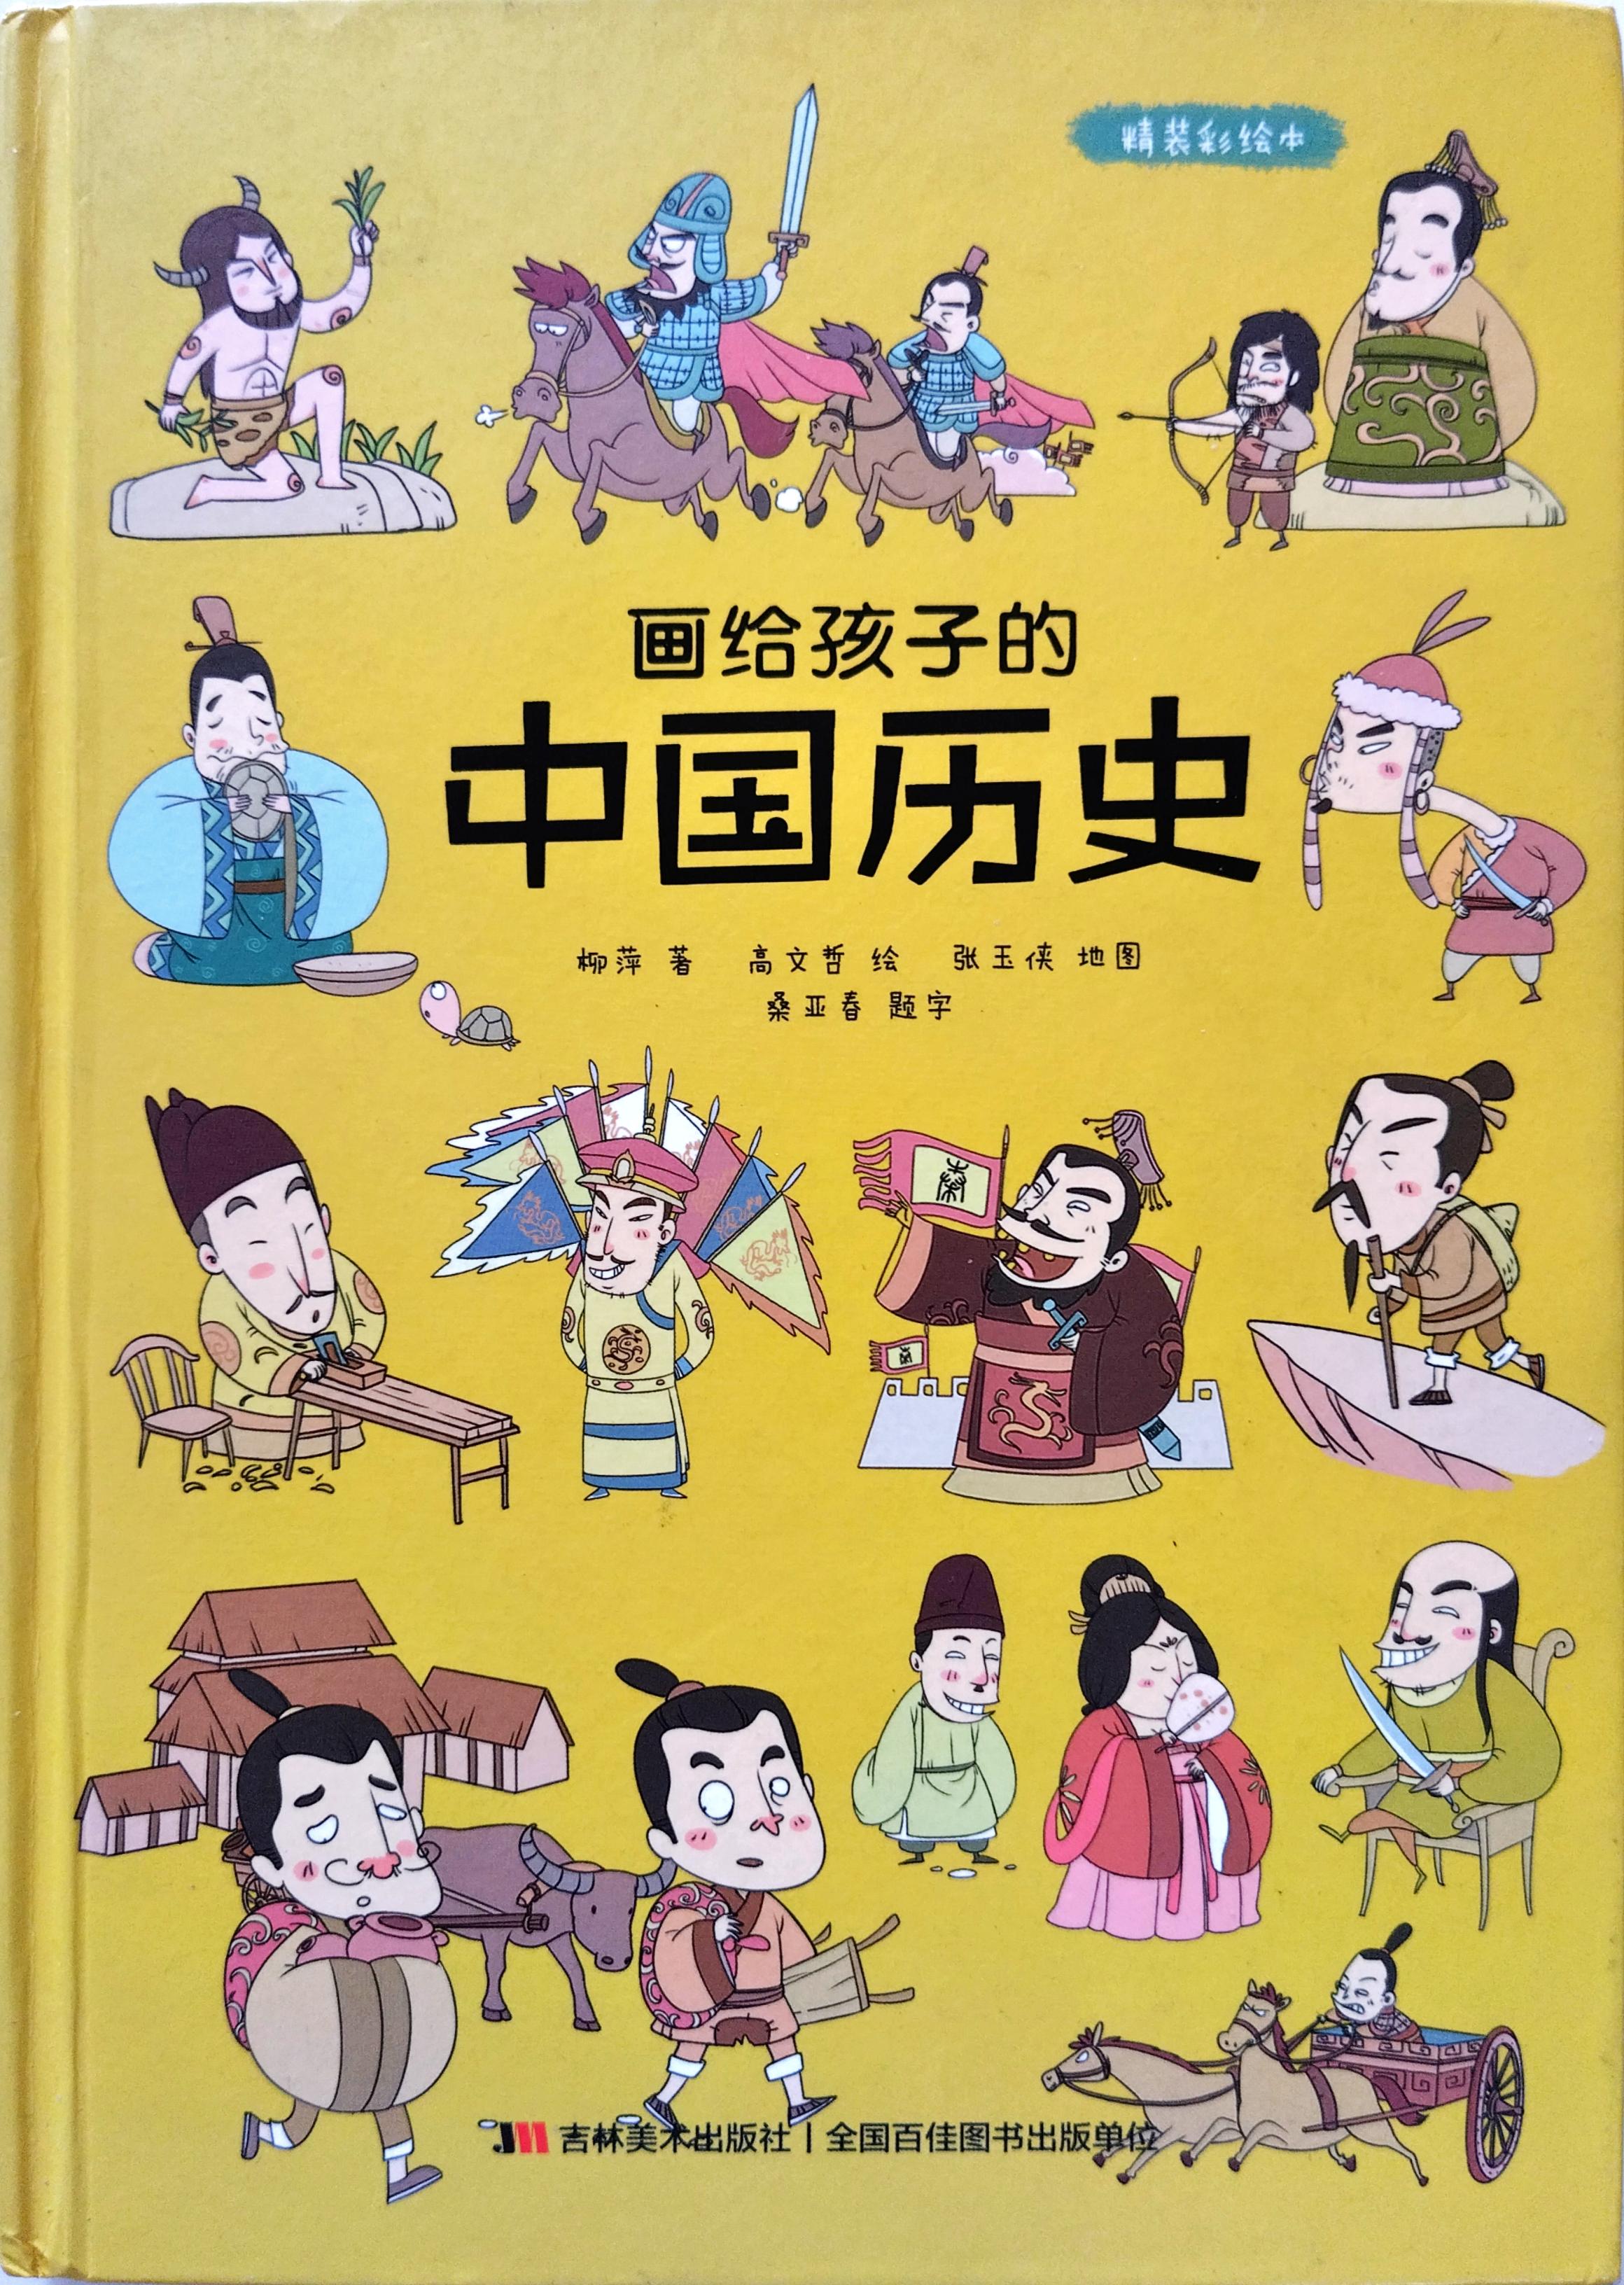 精装彩绘本
画给孩子的
中国历史
柳萍 著 高文哲 绘 张玉侠 地图
桑亚春 题字
JM 吉林美术出版社 | 全国百佳图书出版单位